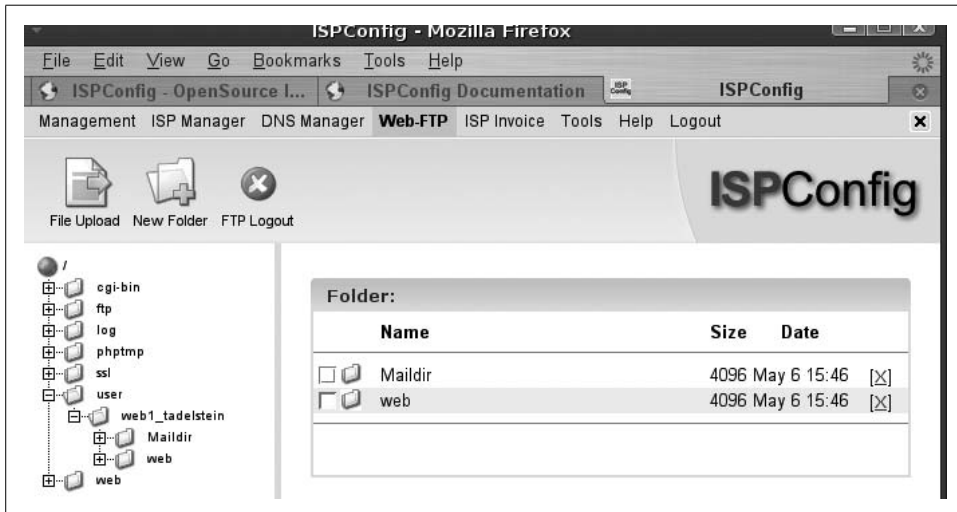 ISPConfig - Mozilla Firefox
File Edit View Go Bookmarks Tools Help
ISPConfig - OpenSource I... ISPConfig Documentation ISP Config ISPConfig
Management ISP Manager DNS Manager Web-FTP ISP Invoice Tools Help Logout
File Upload New Folder FTP Logout
ISPConfig
/
cgi-bin
ftp
log
phptmp
ssl
user
web1_tadelstein
Maildir
web
web
Folder:
Name Size Date
Maildir 4096 May 6 15:46 [X]
web 4096 May 6 15:46 [X]